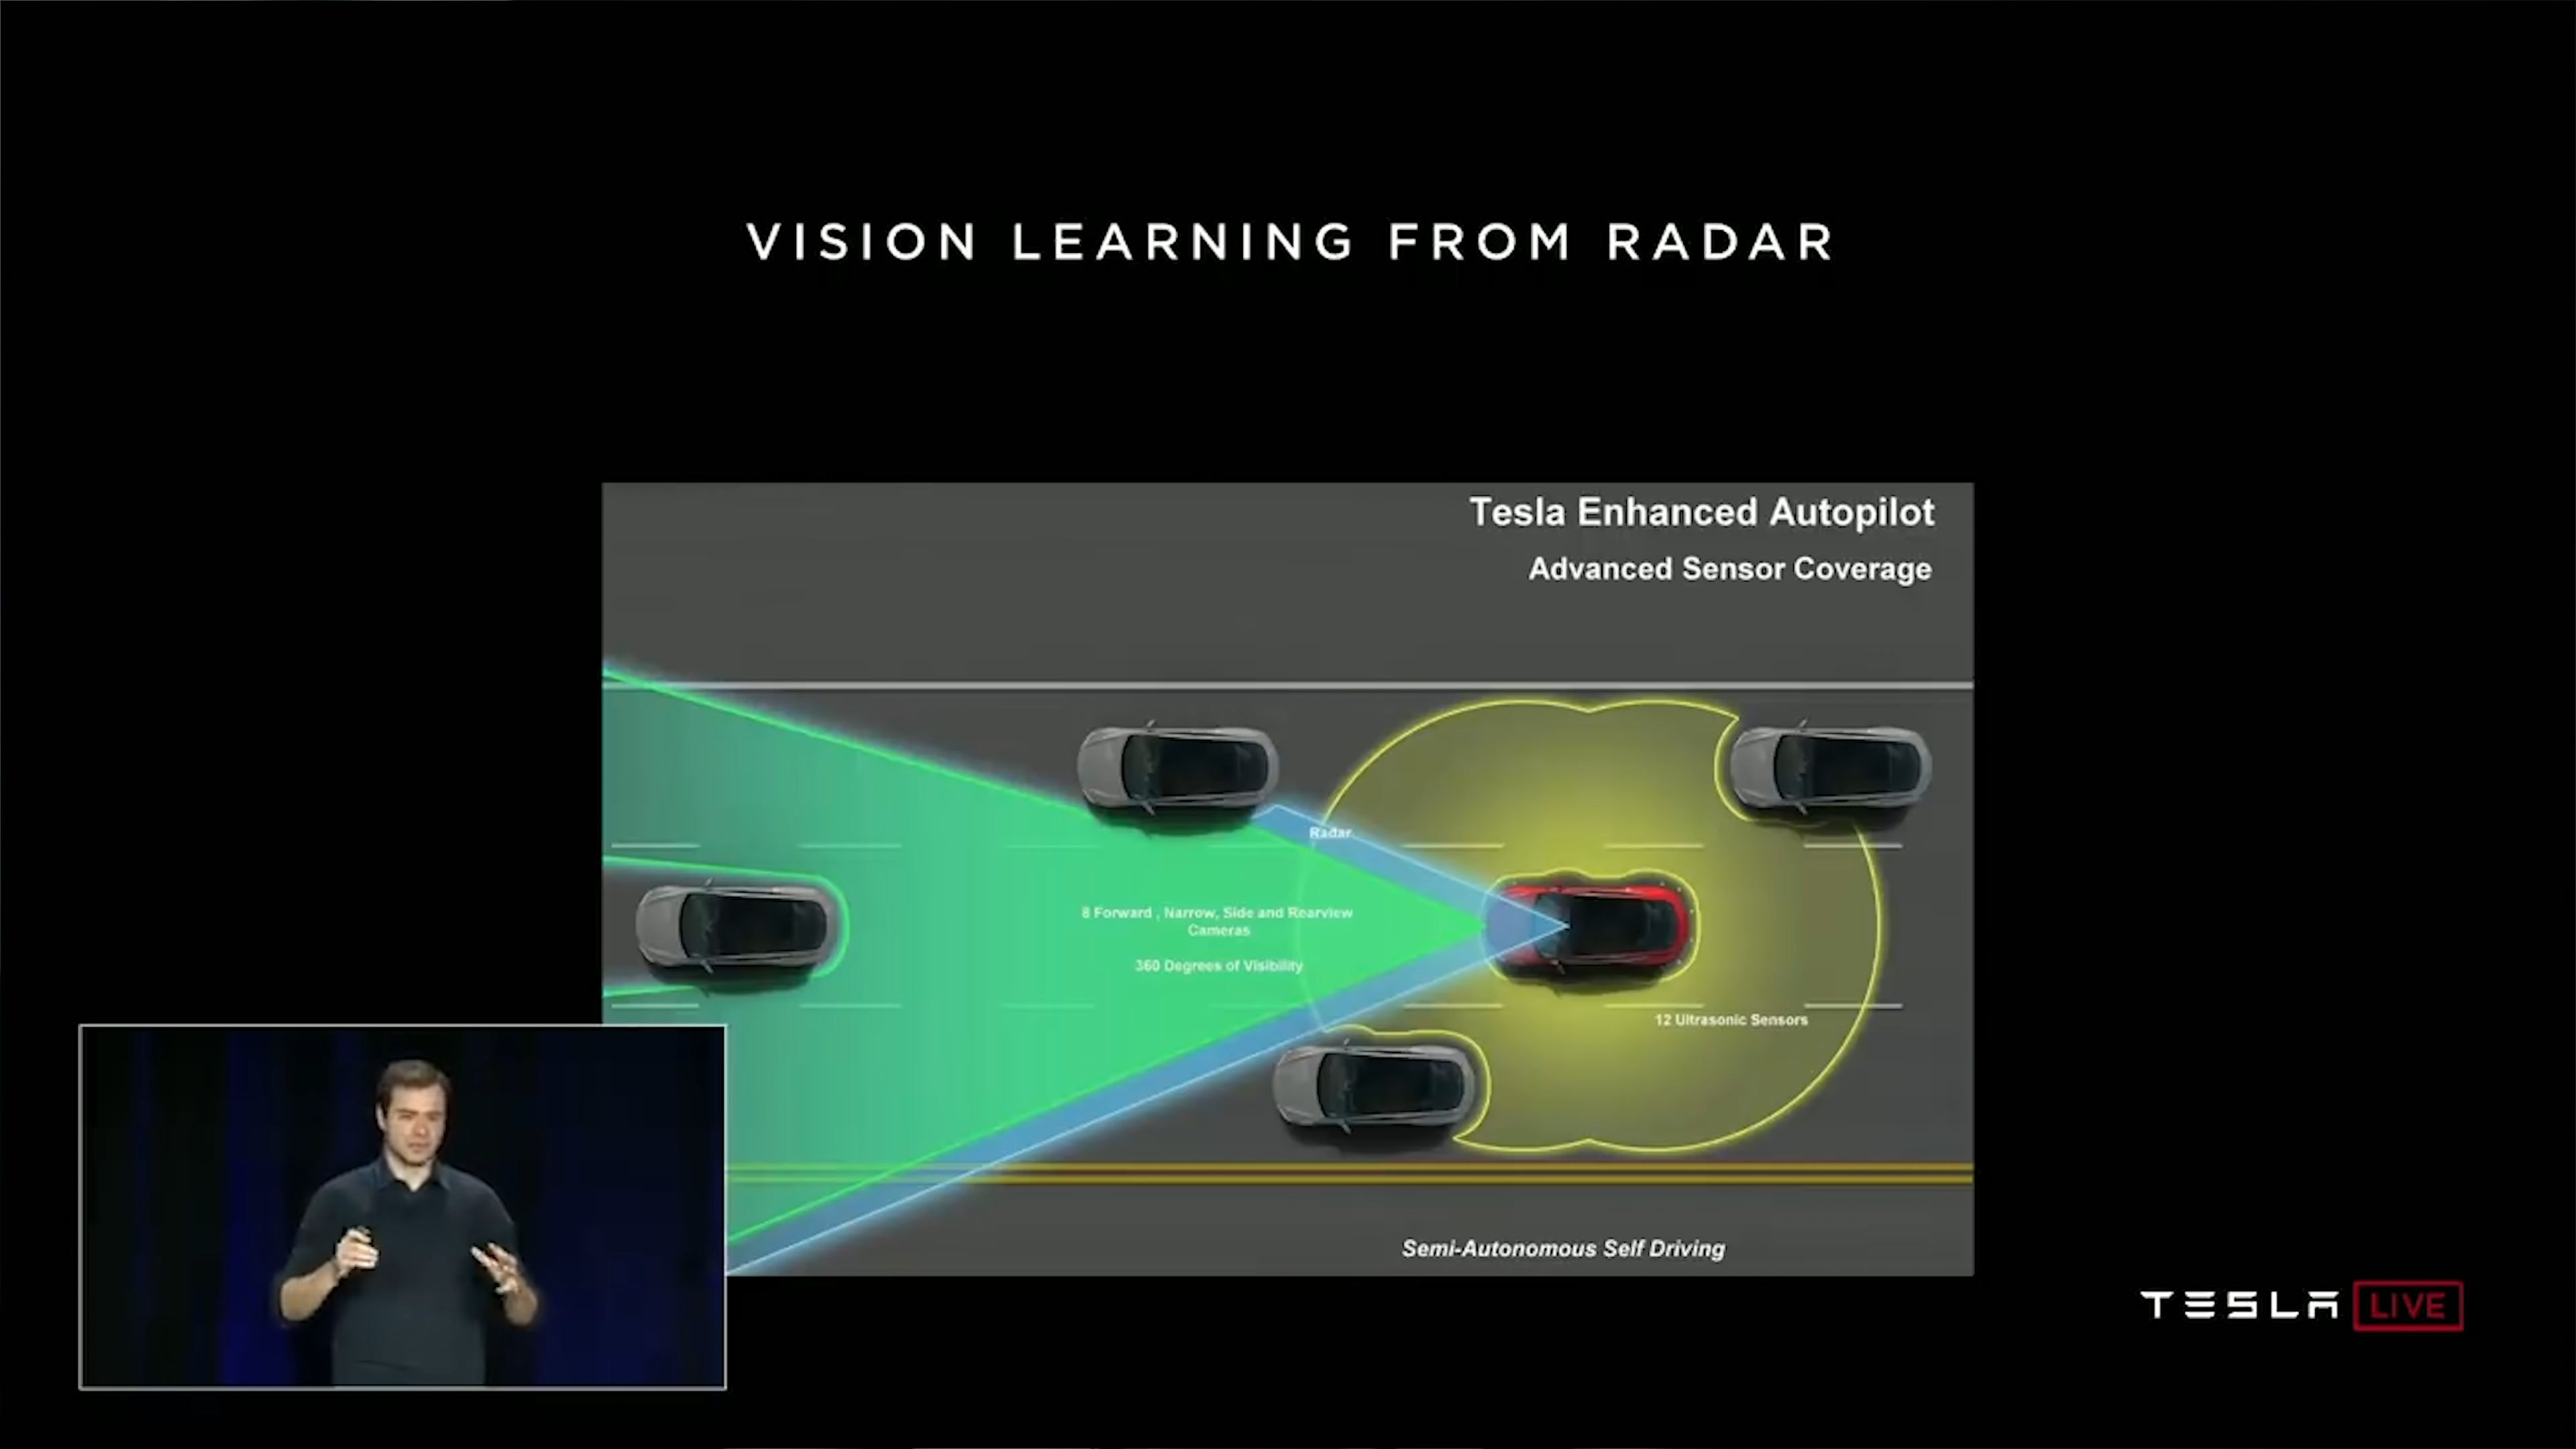 VISION LEARNING FROM RADAR
Tesla Enhanced Autopilot
Advanced Sensor Coverage
Radar
8 Forward , Narrow, Side and Rearview
Cameras
360 Degrees of Visibility
12 Ultrasonic Sensors
Semi-Autonomous Self Driving
TESLA LIVE